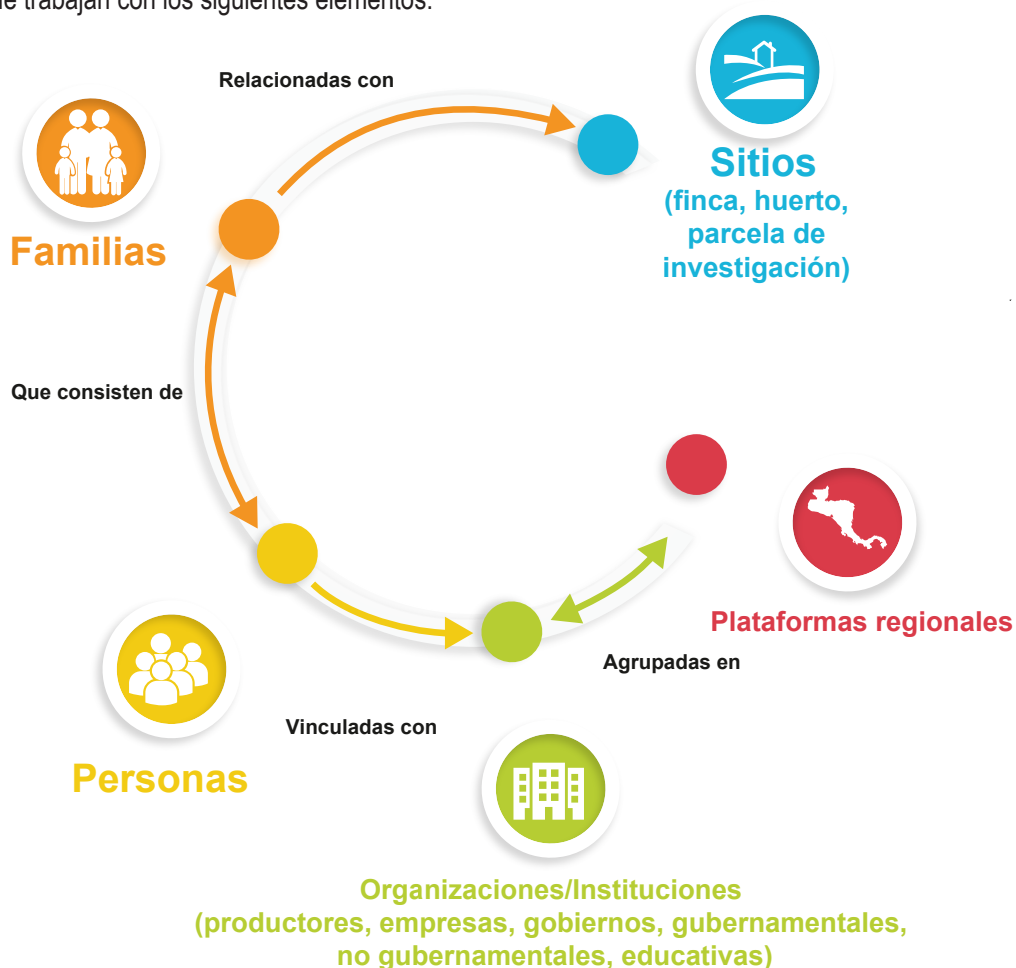 trabajan con los siguientes elementos:
Relacionadas con
Sitios
(finca, huerto,
parcela de
investigación)
Familias
Que consisten de
Plataformas regionales
Agrupadas en
Vinculadas con
Personas
Organizaciones/Instituciones
(productores, empresas, gobiernos, gubernamentales,
no gubernamentales, educativas)